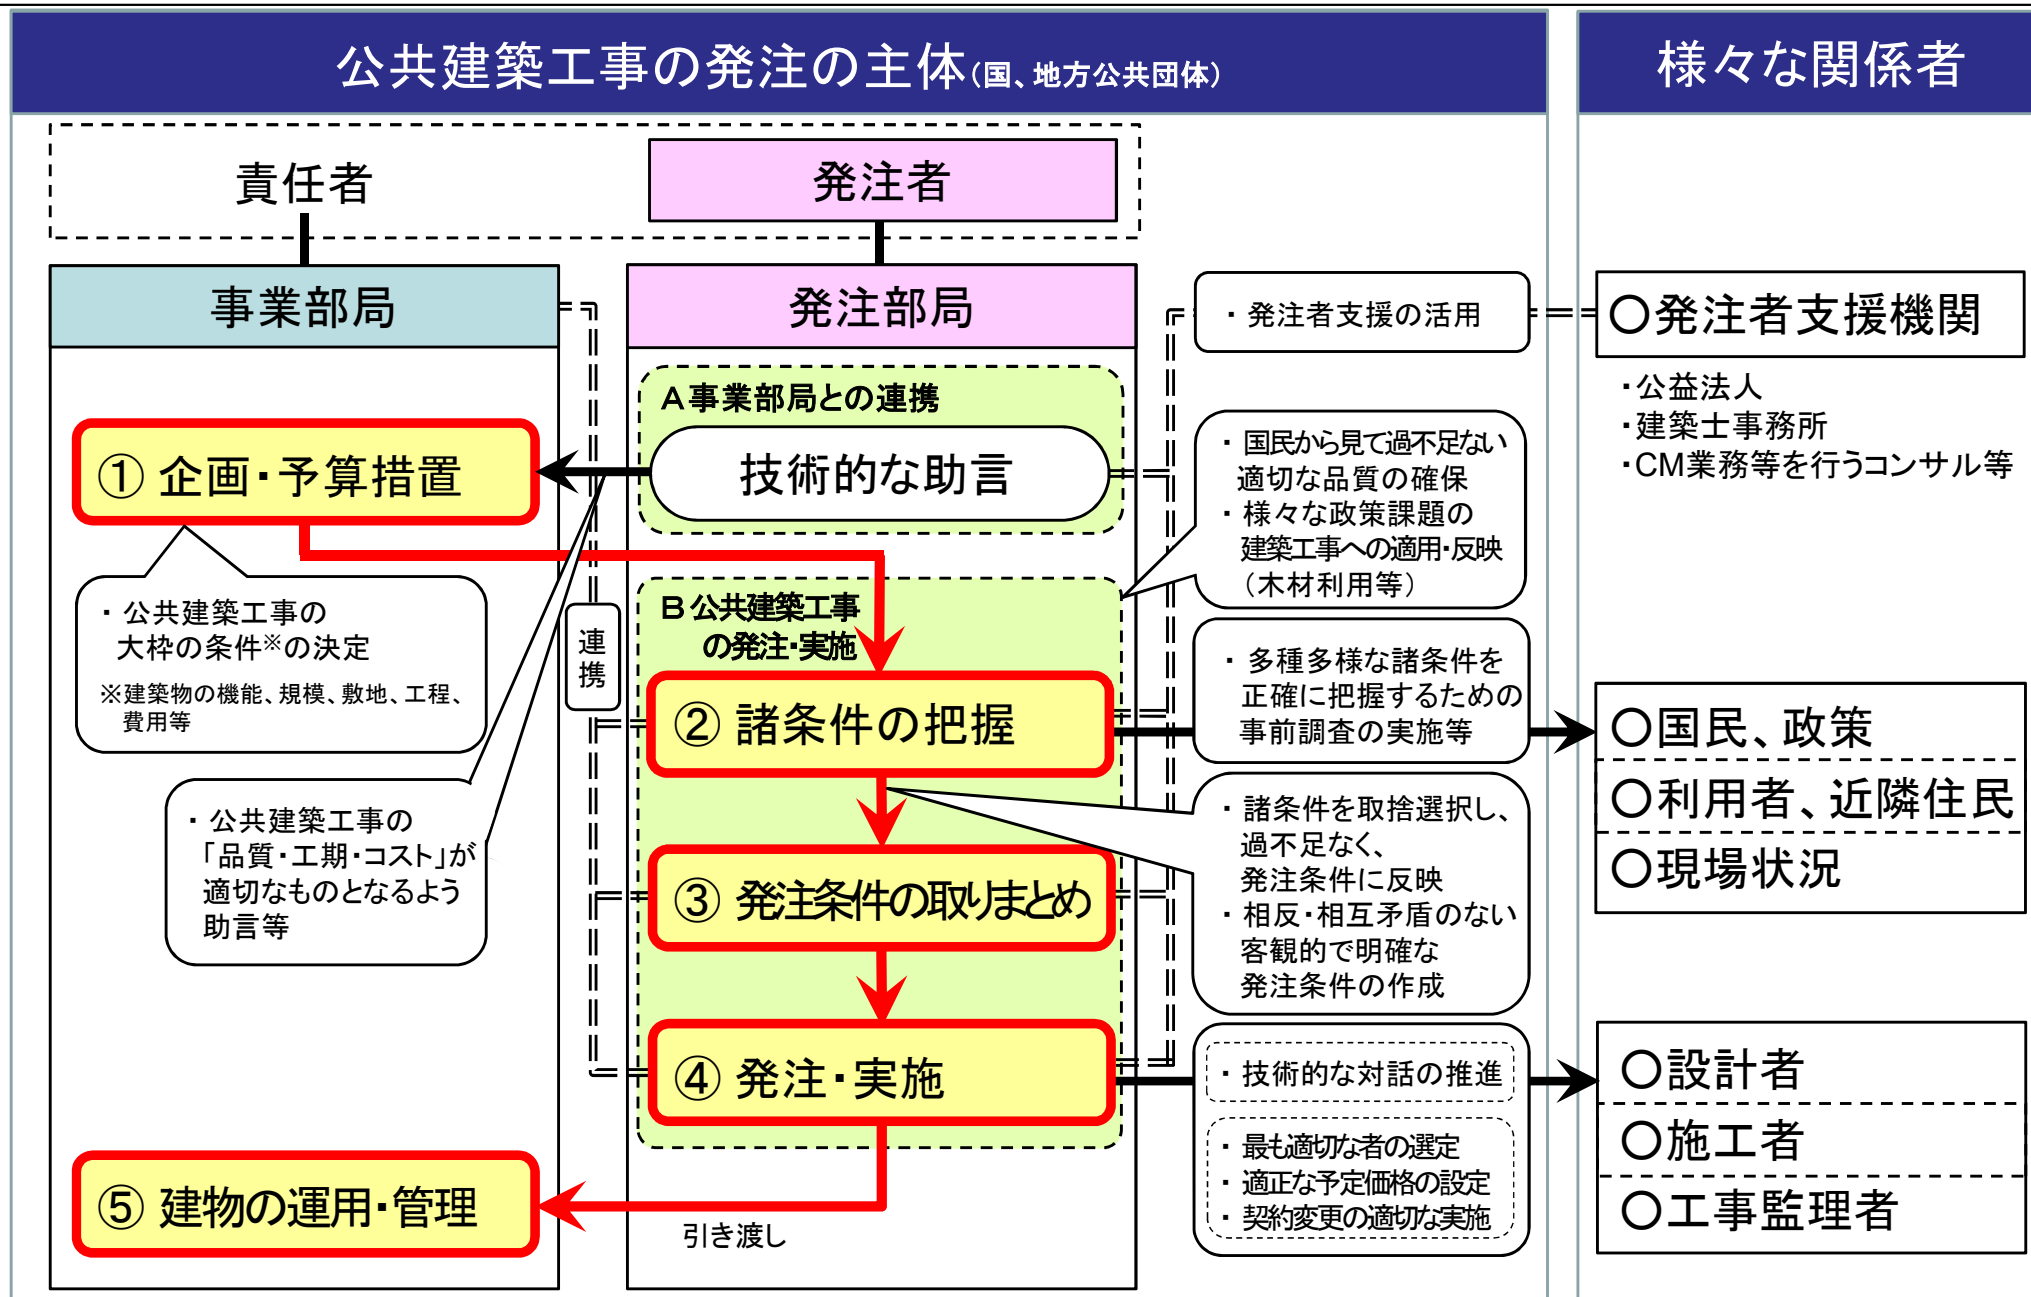 公共建築工事の発注の主体(国、地方公共団体)
様々な関係者
責任者
発注者
事業部局
発注部局
・発注者支援の活用
〇発注者支援機関
・公益法人
・建築士事務所
・CM業務等を行うコンサル等
A事業部局との連携
技術的な助言
① 企画・予算措置
・国民から見て過不足ない
適切な品質の確保
・様々な政策課題の
建築工事への適用・反映
(木材利用等)
・公共建築工事の
大枠の条件※の決定
※建築物の機能、規模、敷地、工程、
費用等
連
携
B公共建築工事
の発注・実施
② 諸条件の把握
・多種多様な諸条件を
正確に把握するための
事前調査の実施等
〇国民、政策
〇利用者、近隣住民
〇現場状況
・公共建築工事の
「品質・工期・コスト」が
適切なものとなるよう
助言等
・諸条件を取捨選択し、
過不足なく、
発注条件に反映
・相反・相互矛盾のない
客観的で明確な
発注条件の作成
③ 発注条件の取りまとめ
④ 発注・実施
・技術的な対話の推進
・最も適切な者の選定
・適正な予定価格の設定
・契約変更の適切な実施
〇設計者
〇施工者
〇工事監理者
⑤ 建物の運用・管理
引き渡し